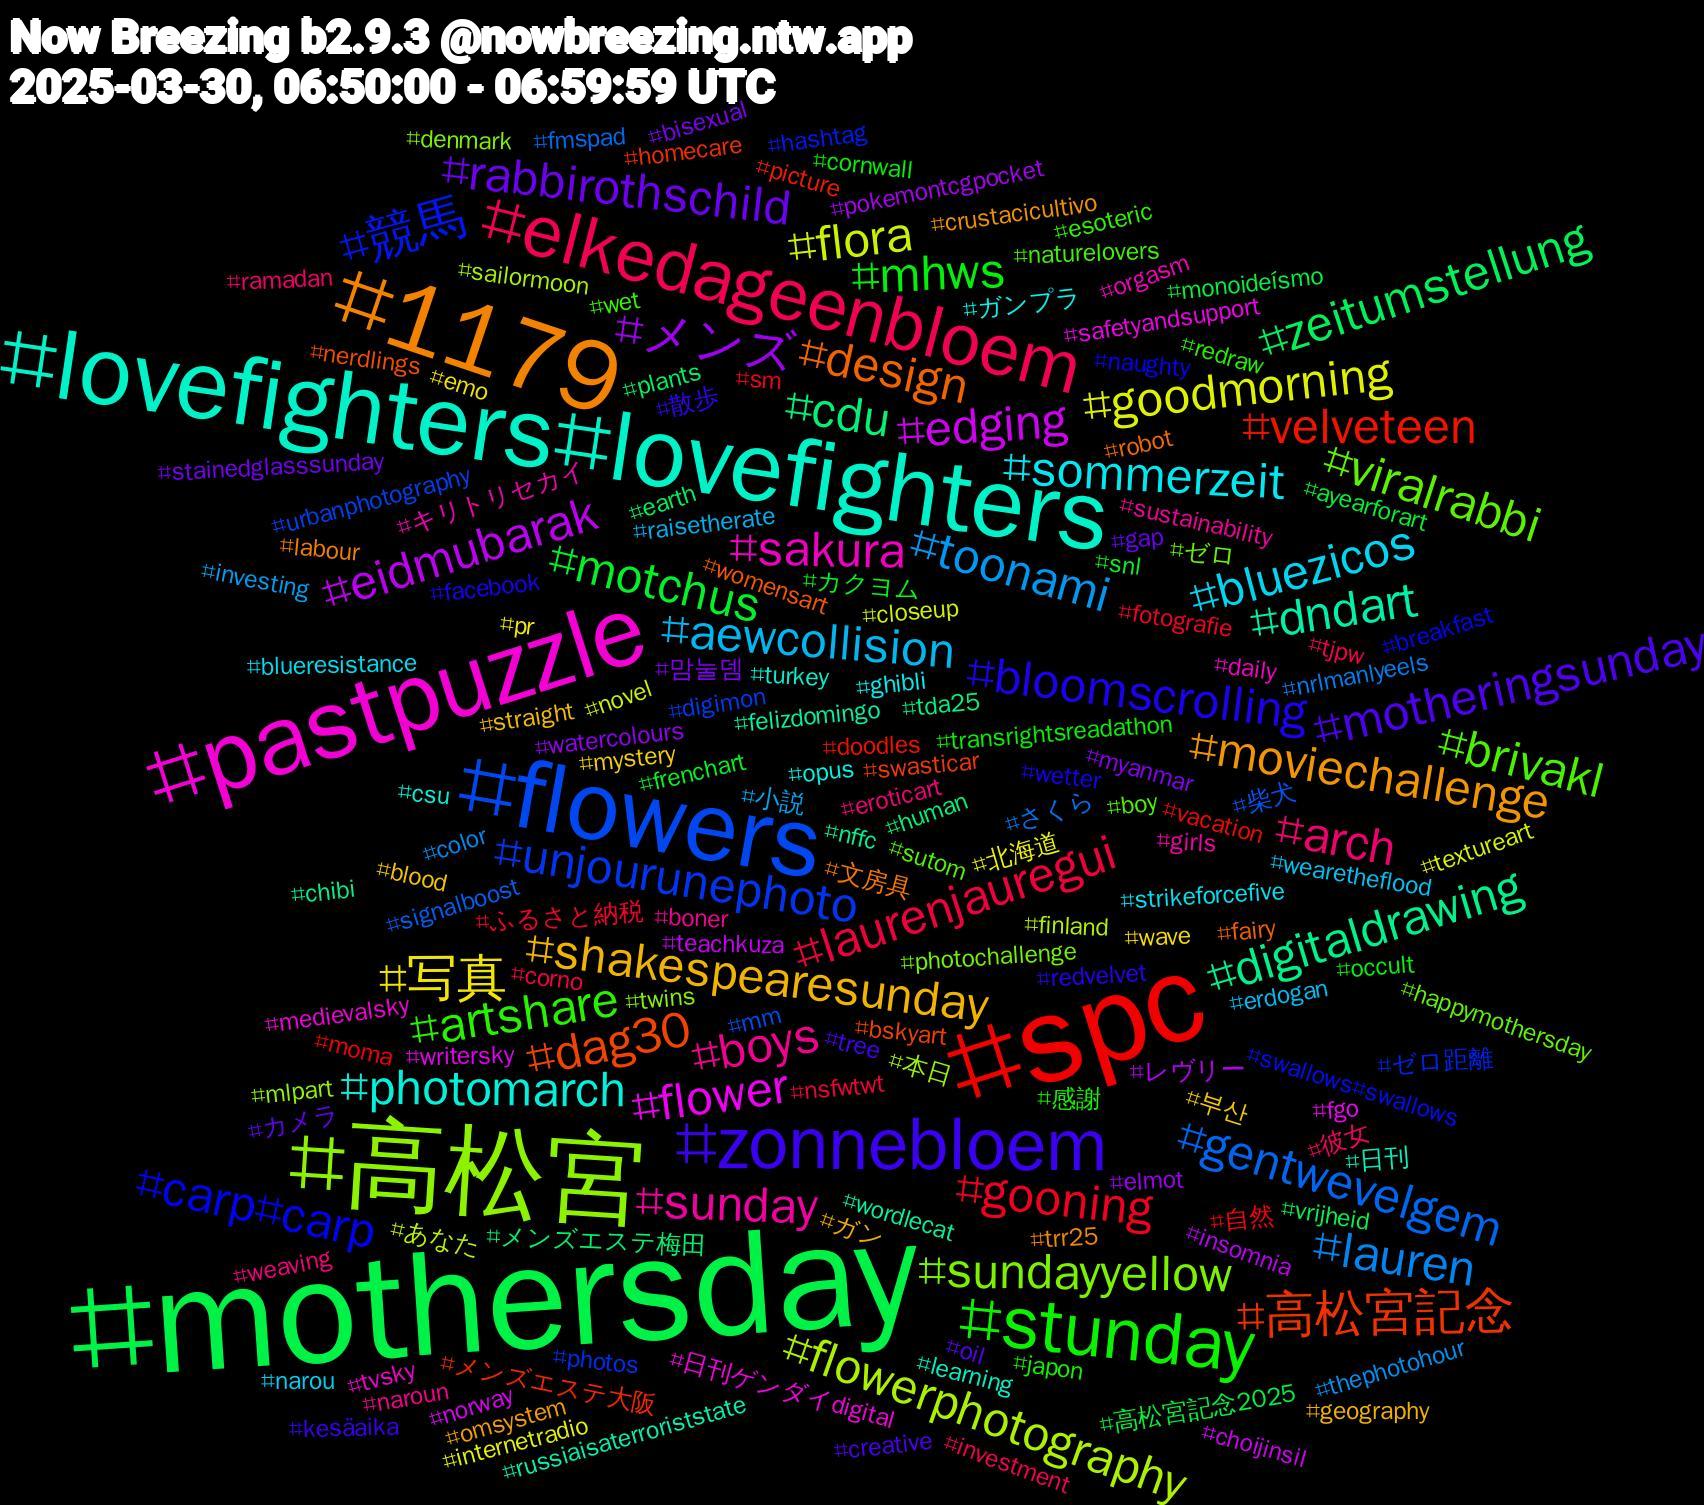 Now Breezing b2.9.3 @nowbreezing.ntw.app
2025-03-30, 06:50:00 - 06:59:59 UTC
#bisexual
#fmspad
#hashtag
#denmark
#homecare
#picture
#cornwall
#pokemontcgpocket
#rabbirothschild
#競馬
#crustacicultivo
#esoteric
#elkedageenbloem
#flora
#naturelovers
#sailormoon
#ramadan
#mhws
#zeitumstellung
#orgasm
#monoideísmo
#wet
#ガンプラ
#1179
#メンズ
#safetyandsupport
#redraw
#lovefighters#lovefighters
#nerdlings
#design
#naughty
#goodmorning
#emo
#plants
#sm
#散歩
#cdu
#edging
#velveteen
#robot
#stainedglasssunday
#viralrabbi
#sommerzeit
#urbanphotography
#キリトリセカイ
#earth
#ayearforart
#eidmubarak
#sakura
#sustainability
#raisetherate
#labour
#gap
#toonami
#bluezicos
#ゼロ
#investing
#motchus
#womensart
#snl
#dndart
#facebook
#カクヨム
#pastpuzzle
#closeup
#fotografie
#breakfast
#pr
#aewcollision
#tjpw
#motheringsunday
#blueresistance
#맘눌뎀
#turkey
#ghibli
#daily
#bloomscrolling
#nrlmanlyeels
#digimon
#novel
#straight
#felizdomingo
#tda25
#moviechallenge
#brivakl
#watercolours
#transrightsreadathon
#mystery
#flowers
#doodles
#frenchart
#opus
#swasticar
#myanmar
#wetter
#csu
#小説
#eroticart
#human
#boy
#柴犬
#さくら
#vacation
#color
#nffc
#girls
#北海道
#textureart
#blood
#unjourunephoto
#sutom
#arch
#文房具
#chibi
#signalboost
#laurenjauregui
#wearetheflood
#ふるさと納税
#boner
#strikeforcefive
#digitaldrawing
#finland
#teachkuza
#写真
#shakespearesunday
#wave
#fairy
#photochallenge
#redvelvet
#occult
#corno
#erdogan
#medievalsky
#artshare
#twins
#spc
#happymothersday
#writersky
#dag30
#boys
#bskyart
#mm
#moma
#tree
#本日
#レヴリー
#ゼロ距離
#swallows#swallows
#photomarch
#mlpart
#flower
#nsfwtwt
#感謝
#부산
#fgo
#カメラ
#高松宮
#zonnebloem
#彼女
#gentwevelgem
#日刊
#carp#carp
#sunday
#elmot
#あなた
#ガン
#wordlecat
#gooning
#自然
#vrijheid
#メンズエステ梅田
#trr25
#insomnia
#lauren
#weaving
#sundayyellow
#mothersday
#高松宮記念
#stunday
#flowerphotography
#メンズエステ大阪
#photos
#oil
#日刊ゲンダイdigital
#learning
#japon
#thephotohour
#narou
#tvsky
#naroun
#norway
#omsystem
#geography
#kesäaika
#internetradio
#russiaisaterroriststate
#creative
#investment
#choijinsil
#高松宮記念2025